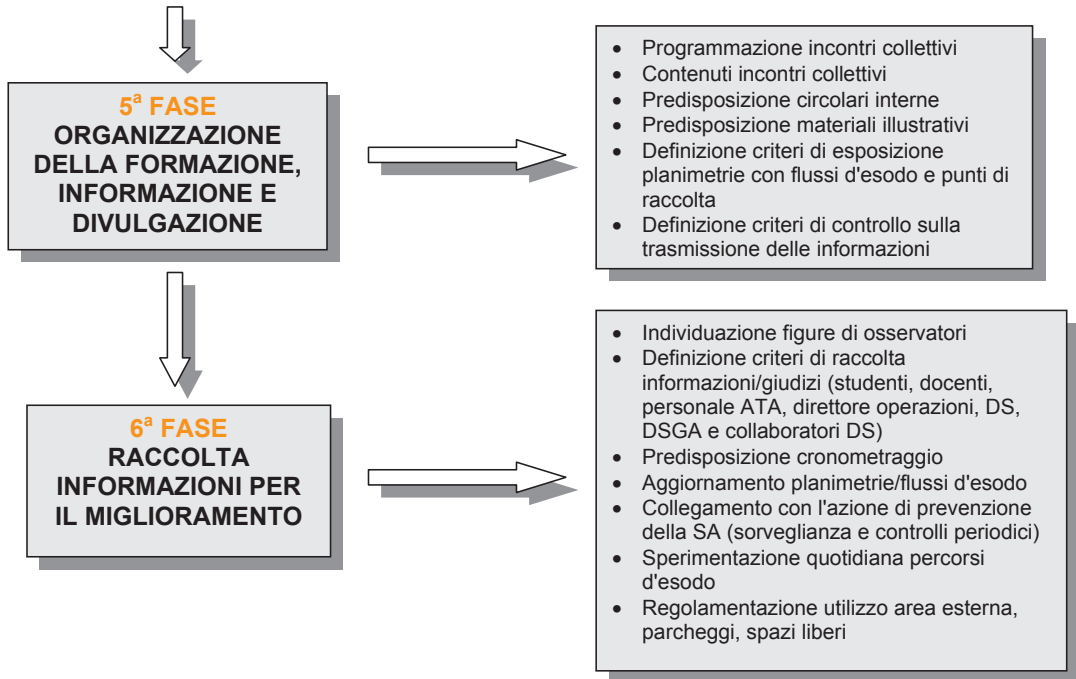 5ª FASE
ORGANIZZAZIONE
DELLA FORMAZIONE,
INFORMAZIONE E
DIVULGAZIONE
• Programmazione incontri collettivi
• Contenuti incontri collettivi
• Predisposizione circolari interne
• Predisposizione materiali illustrativi
• Definizione criteri di esposizione
planimetrie con flussi d'esodo e punti di
raccolta
• Definizione criteri di controllo sulla
trasmissione delle informazioni
6ª FASE
RACCOLTA
INFORMAZIONI PER
IL MIGLIORAMENTO
• Individuazione figure di osservatori
• Definizione criteri di raccolta
informazioni/giudizi (studenti, docenti,
personale ATA, direttore operazioni, DS,
DSGA e collaboratori DS)
• Predisposizione cronometraggio
• Aggiornamento planimetrie/flussi d'esodo
• Collegamento con l'azione di prevenzione
della SA (sorveglianza e controlli periodici)
• Sperimentazione quotidiana percorsi
d'esodo
• Regolamentazione utilizzo area esterna,
parcheggi, spazi liberi